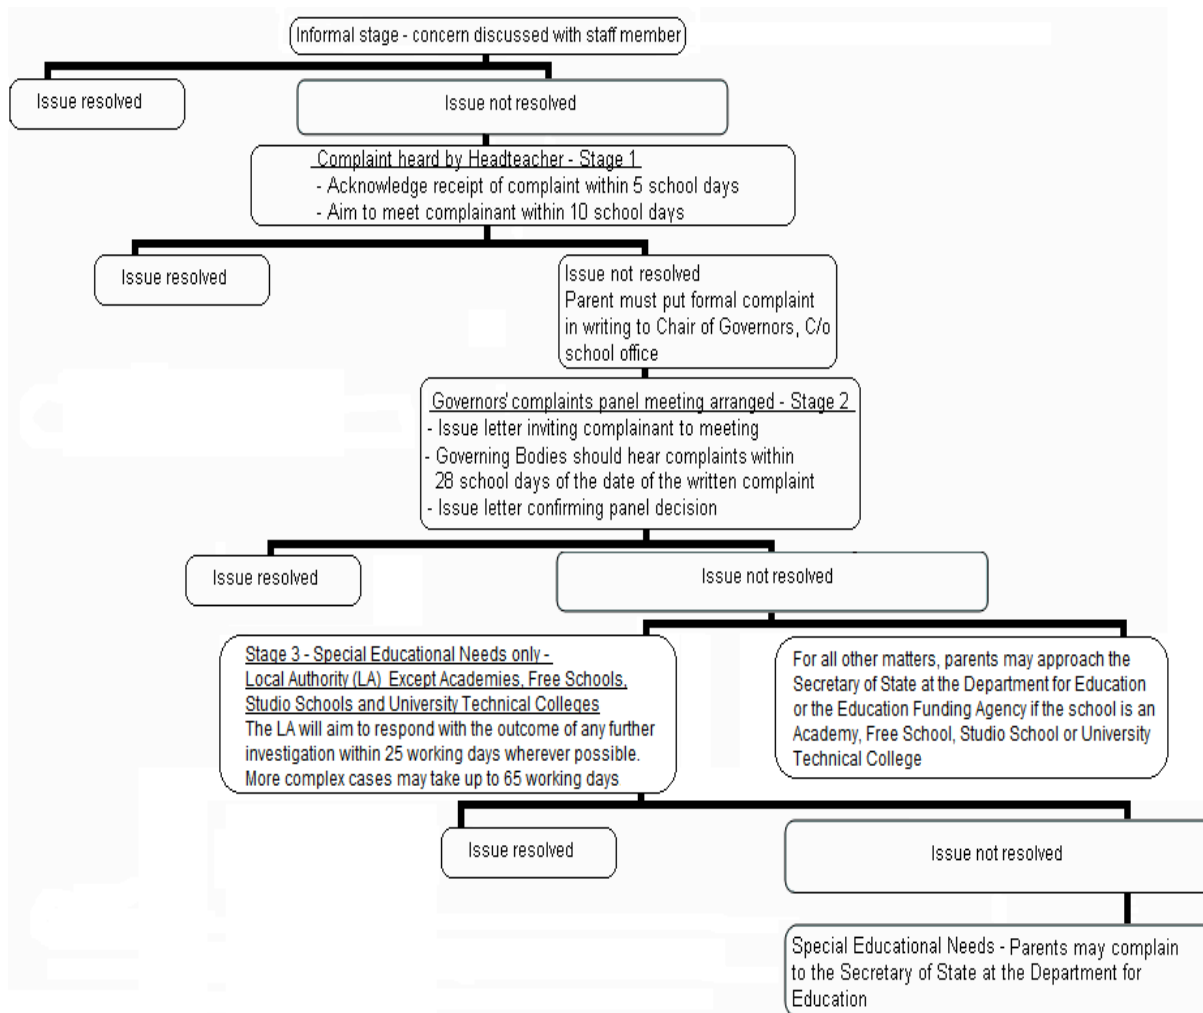 Informal stage - concern discussed with staff member
Issue resolved
Issue not resolved
Complaint heard by Headteacher - Stage 1
- Acknowledge receipt of complaint within 5 school days
- Aim to meet complainant within 10 school days
Issue resolved
Issue not resolved
Parent must put formal complaint
in writing to Chair of Governors, C/o
school office
Governors' complaints panel meeting arranged - Stage 2
- Issue letter inviting complainant to meeting
- Governing Bodies should hear complaints within
28 school days of the date of the written complaint
- Issue letter confirming panel decision
Issue resolved
Issue not resolved
Stage 3 - Special Educational Needs only -
Local Authority (LA) Except Academies, Free Schools,
Studio Schools and University Technical Colleges
The LA will aim to respond with the outcome of any further
investigation within 25 working days wherever possible.
More complex cases may take up to 65 working days
For all other matters, parents may approach the
Secretary of State at the Department for Education
or the Education Funding Agency if the school is an
Academy, Free School, Studio School or University
Technical College
Issue resolved
Issue not resolved
Special Educational Needs - Parents may complain
to the Secretary of State at the Department for
Education